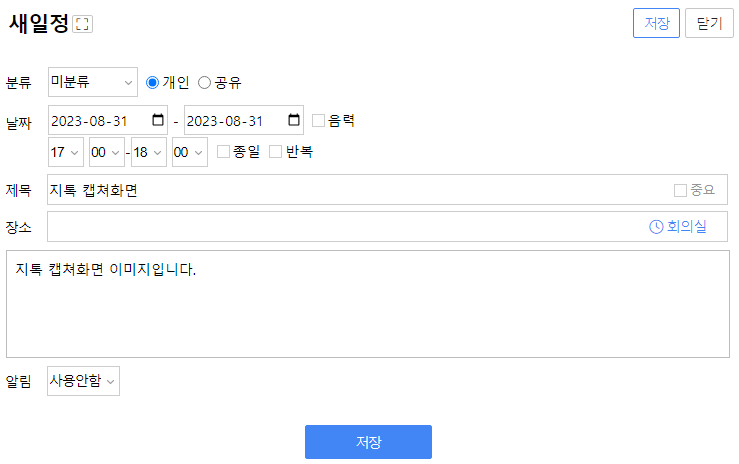 새일정 저장 닫기
분류 미분류 개인 공유
날짜 2023-08-31 - 2023-08-31 음력
17 00 - 18 00 종일 반복
제목 지톡 캡쳐화면 중요
장소 회의실
지톡 캡쳐화면 이미지입니다.
알림 사용안함
저장